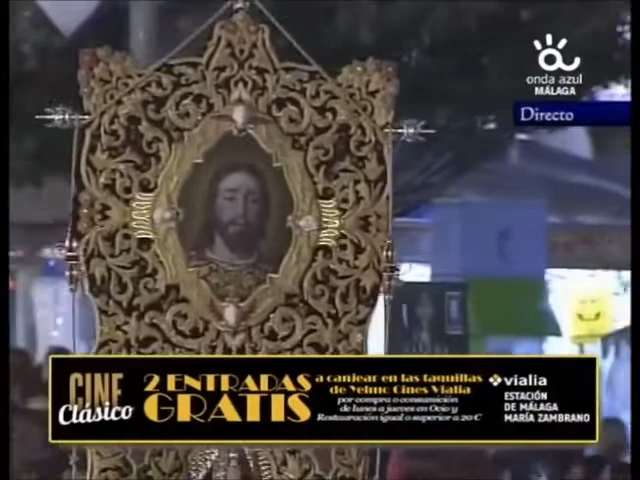 onda azul
MÁLAGA
Directo
CINE
Clásico
2 ENTRADAS
GRATIS
a canjear en las taquillas
de Yelmo Cines Vialia
por compra o consumición
de lunes a jueves en Ocio y
Restauración igual o superior a 20 €
vialia
ESTACIÓN
DE MÁLAGA
MARÍA ZAMBRANO